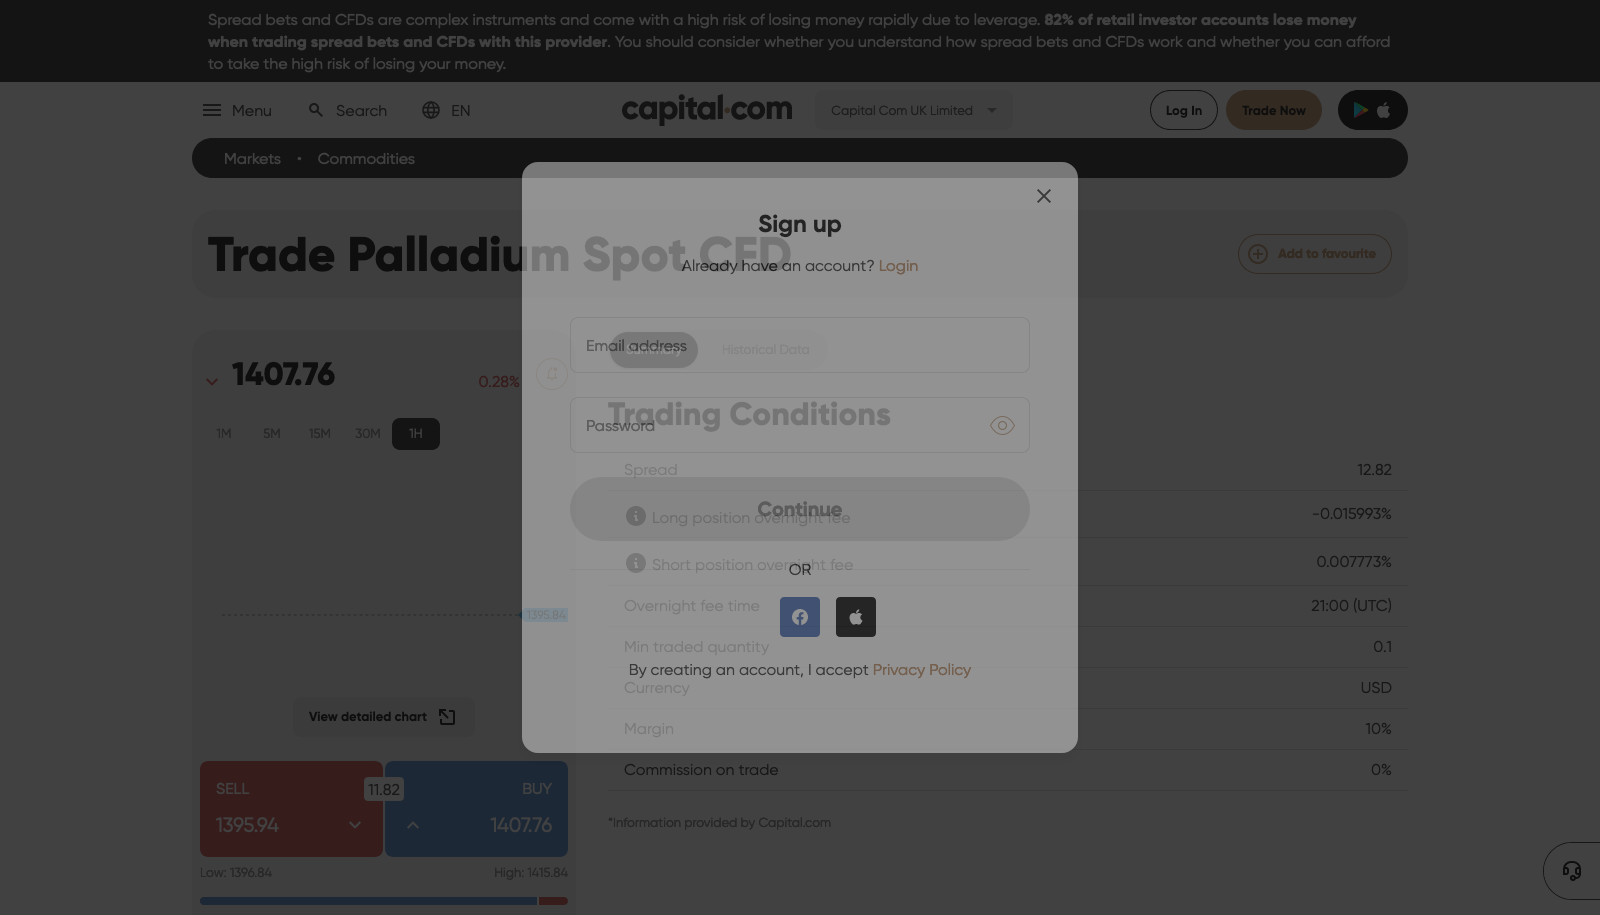 Spread bets and CFDs are complex instruments and come with a high risk of losing money rapidly due to leverage. 82% of retail investor accounts lose money
when trading spread bets and CFDs with this provider. You should consider whether you understand how spread bets and CFDs work and whether you can afford
to take the high risk of losing your money.
Menu
Search
EN
capital.com
Capital Com UK Limited
Log In
Trade Now
Markets • Commodities
Sign up
Already have an account? Login
Trade Palladium Spot CFD
Add to favourite
Email address
Summary
Historical Data
1407.76
0.28%
Trading Conditions
Password
1M
5M
15M
30M
1H
Spread
12.82
Continue
Long position overnight fee
-0.015993%
Short position overnight fee
0.007773%
OR
Overnight fee time
21:00 (UTC)
1395.84
Min traded quantity
0.1
By creating an account, I accept Privacy Policy
Currency
USD
View detailed chart
Margin
10%
Commission on trade
0%
SELL
11.82
BUY
1395.94
1407.76
*Information provided by Capital.com
Low: 1396.84
High: 1415.84